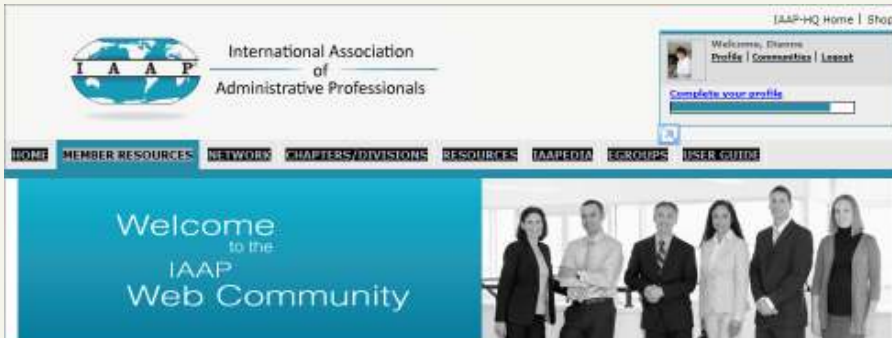 IAAP-HQ Home | Shop
I A A P
International Association
of
Administrative Professionals
Welcome, Dianna
Profile | Communities | Logout
Complete your profile
HOME MEMBER RESOURCES NETWORK CHAPTERS/DIVISIONS RESOURCES IAAPEDIA EGROUPS USER GUIDE
Welcome
to the
IAAP
Web Community